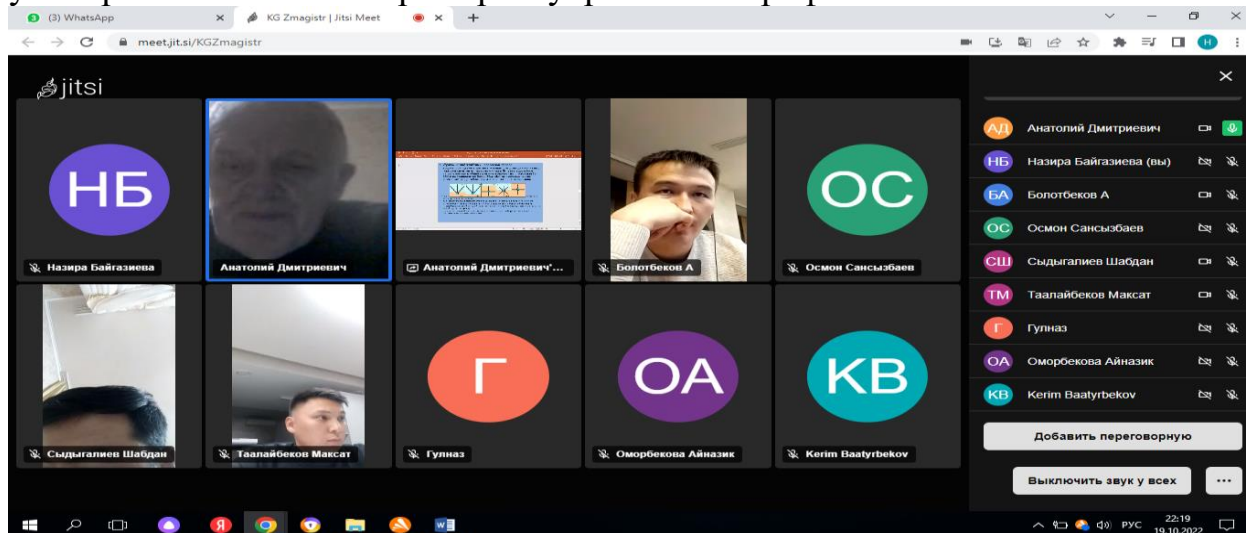 (3) WhatsApp
KG Zmagistr | Jitsi Meet
meet.jit.si/KGZmagistr
H
jitsi
НБ
Назира Байгазиева
Анатолий Дмитриевич
Анатолий Дмитриевич'...
Болотбеков А
ОС
Осмон Сансызбаев
Сыдыгалиев Шабдан
Таалайбеков Максат
Г
Гулназ
ОА
Оморбекова Айназик
KB
Kerim Baatyrbekov
АД Анатолий Дмитриевич
НБ Назира Байгазиева (вы)
БА Болотбеков А
ОС Осмон Сансызбаев
СШ Сыдыгалиев Шабдан
ТМ Таалайбеков Максат
Г Гулназ
ОА Оморбекова Айназик
KB Kerim Baatyrbekov
Добавить переговорную
Выключить звук у всех
РУС
22:19
19.10.2022